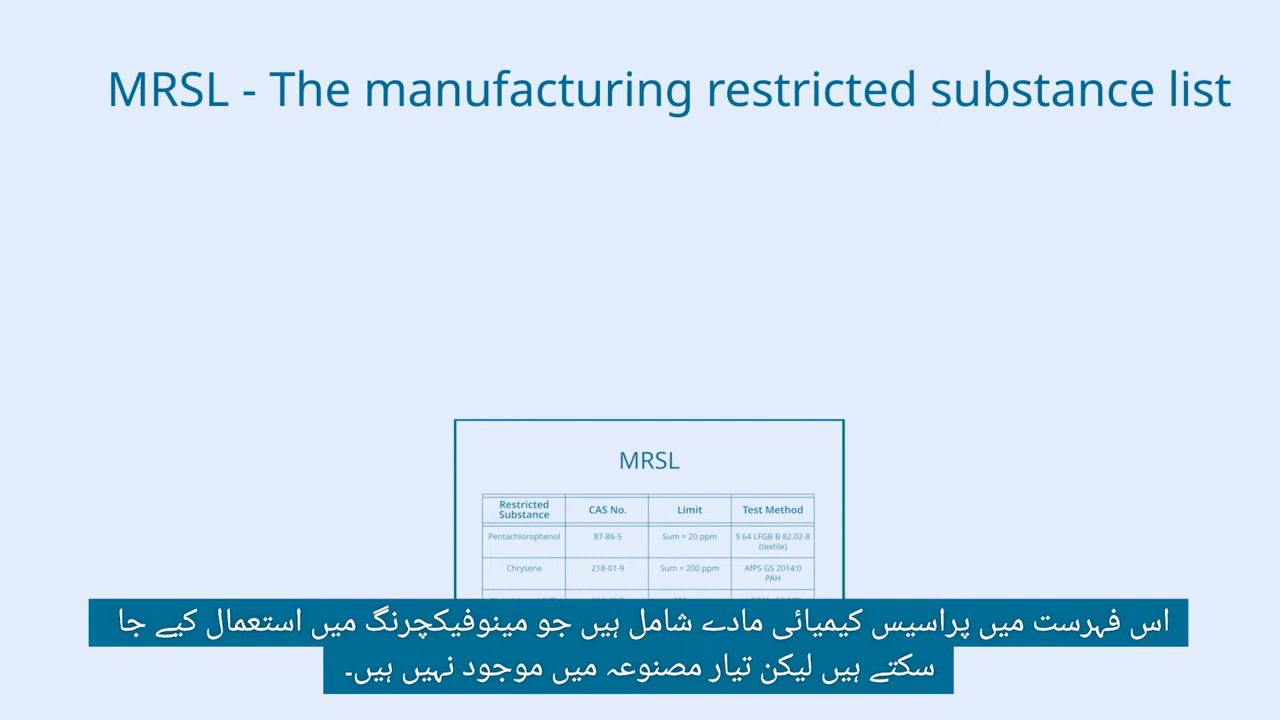 MRSL - The manufacturing restricted substance list
MRSL
Restricted Substance CAS No. Limit Test Method
Pentachlorophenol 87-86-5 Sum = 20 ppm § 64 LFGB B 82.02-8 (textile)
Chrysene 218-01-9 Sum = 200 ppm AfPS GS 2014:0 PAH
اس فہرست میں پراسیس کیمیائی مادے شامل ہیں جو مینوفیکچرنگ میں استعمال کیے جا
سکتے ہیں لیکن تیار مصنوعہ میں موجود نہیں ہیں۔